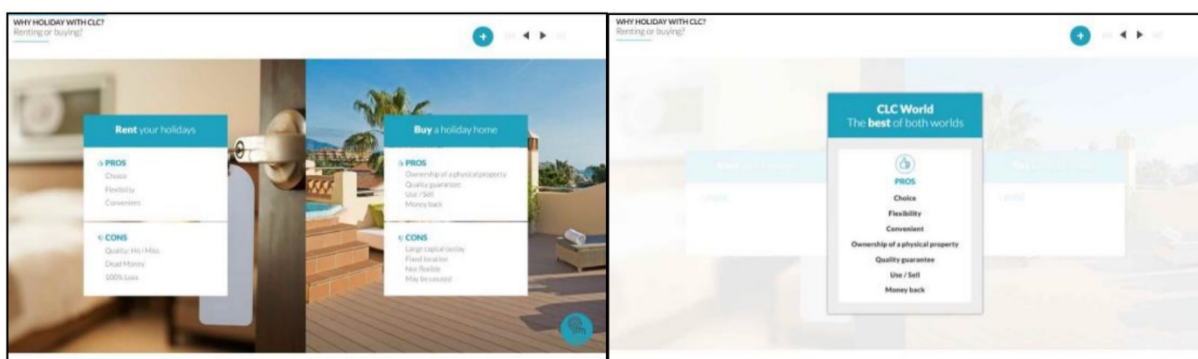 WHY HOLIDAY WITH CLC?
Renting or buying?
Rent your holidays
PROS
Choice
Flexibility
Convenient
CONS
Quality: Hit / Miss
Dead Money
100% Loss
Buy a holiday home
PROS
Ownership of a physical property
Quality guarantee
Use / Sell
Money back
CONS
Large capital outlay
Fixed location
Not flexible
May be unused
WHY HOLIDAY WITH CLC?
Renting or buying?
CLC World
The best of both worlds
PROS
Choice
Flexibility
Convenient
Ownership of a physical property
Quality guarantee
Use / Sell
Money back